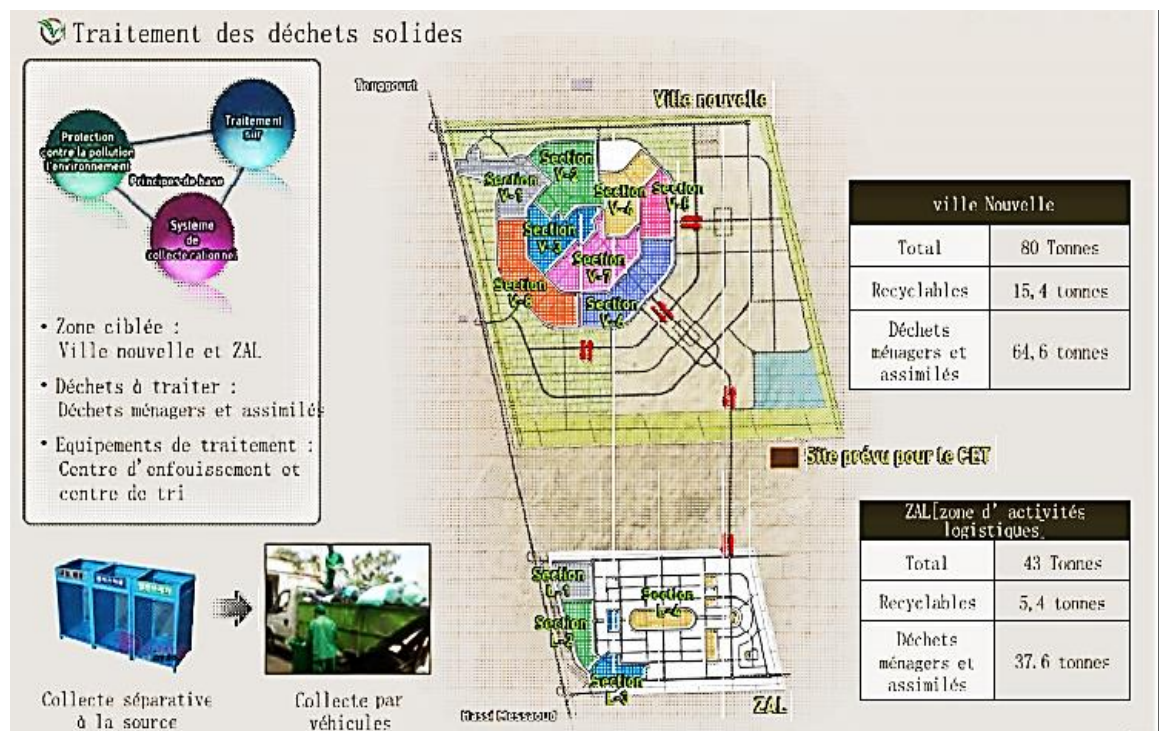 Traitement des déchets solides
Protection
contre la pollution
l'environnement
Traitement
sûr
Principes de base
Système
de
collecte rationnel
• Zone ciblée :
Ville nouvelle et ZAL
• Déchets à traiter :
Déchets ménagers et assimilés
• Equipements de traitement :
Centre d'enfouissement et
centre de tri
Collecte séparative
à la source
Collecte par
véhicules
Touggourt
Ville nouvelle
Section
V-1
Section
V-2
Section
Section
Section
V-3
Section
V-7
Section
Section
Site prévu pour le CET
Section
L-1
Section
L-2
Section
L-4
Section
L-3
ZAL
Hassi Messaoud
ville Nouvelle
Total 80 Tonnes
Recyclables 15,4 tonnes
Déchets
ménagers et
assimilés
64,6 tonnes
ZAL[zone d' activités
logistiques]
Total 43 Tonnes
Recyclables 5,4 tonnes
Déchets
ménagers et
assimilés
37.6 tonnes